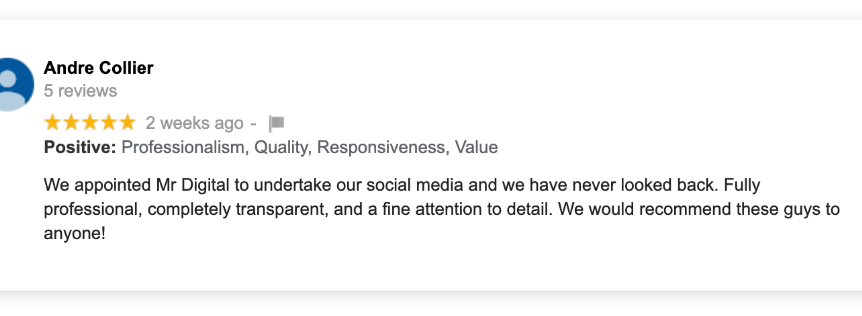 Andre Collier
5 reviews
2 weeks ago -
Positive: Professionalism, Quality, Responsiveness, Value
We appointed Mr Digital to undertake our social media and we have never looked back. Fully
professional, completely transparent, and a fine attention to detail. We would recommend these guys to
anyone!